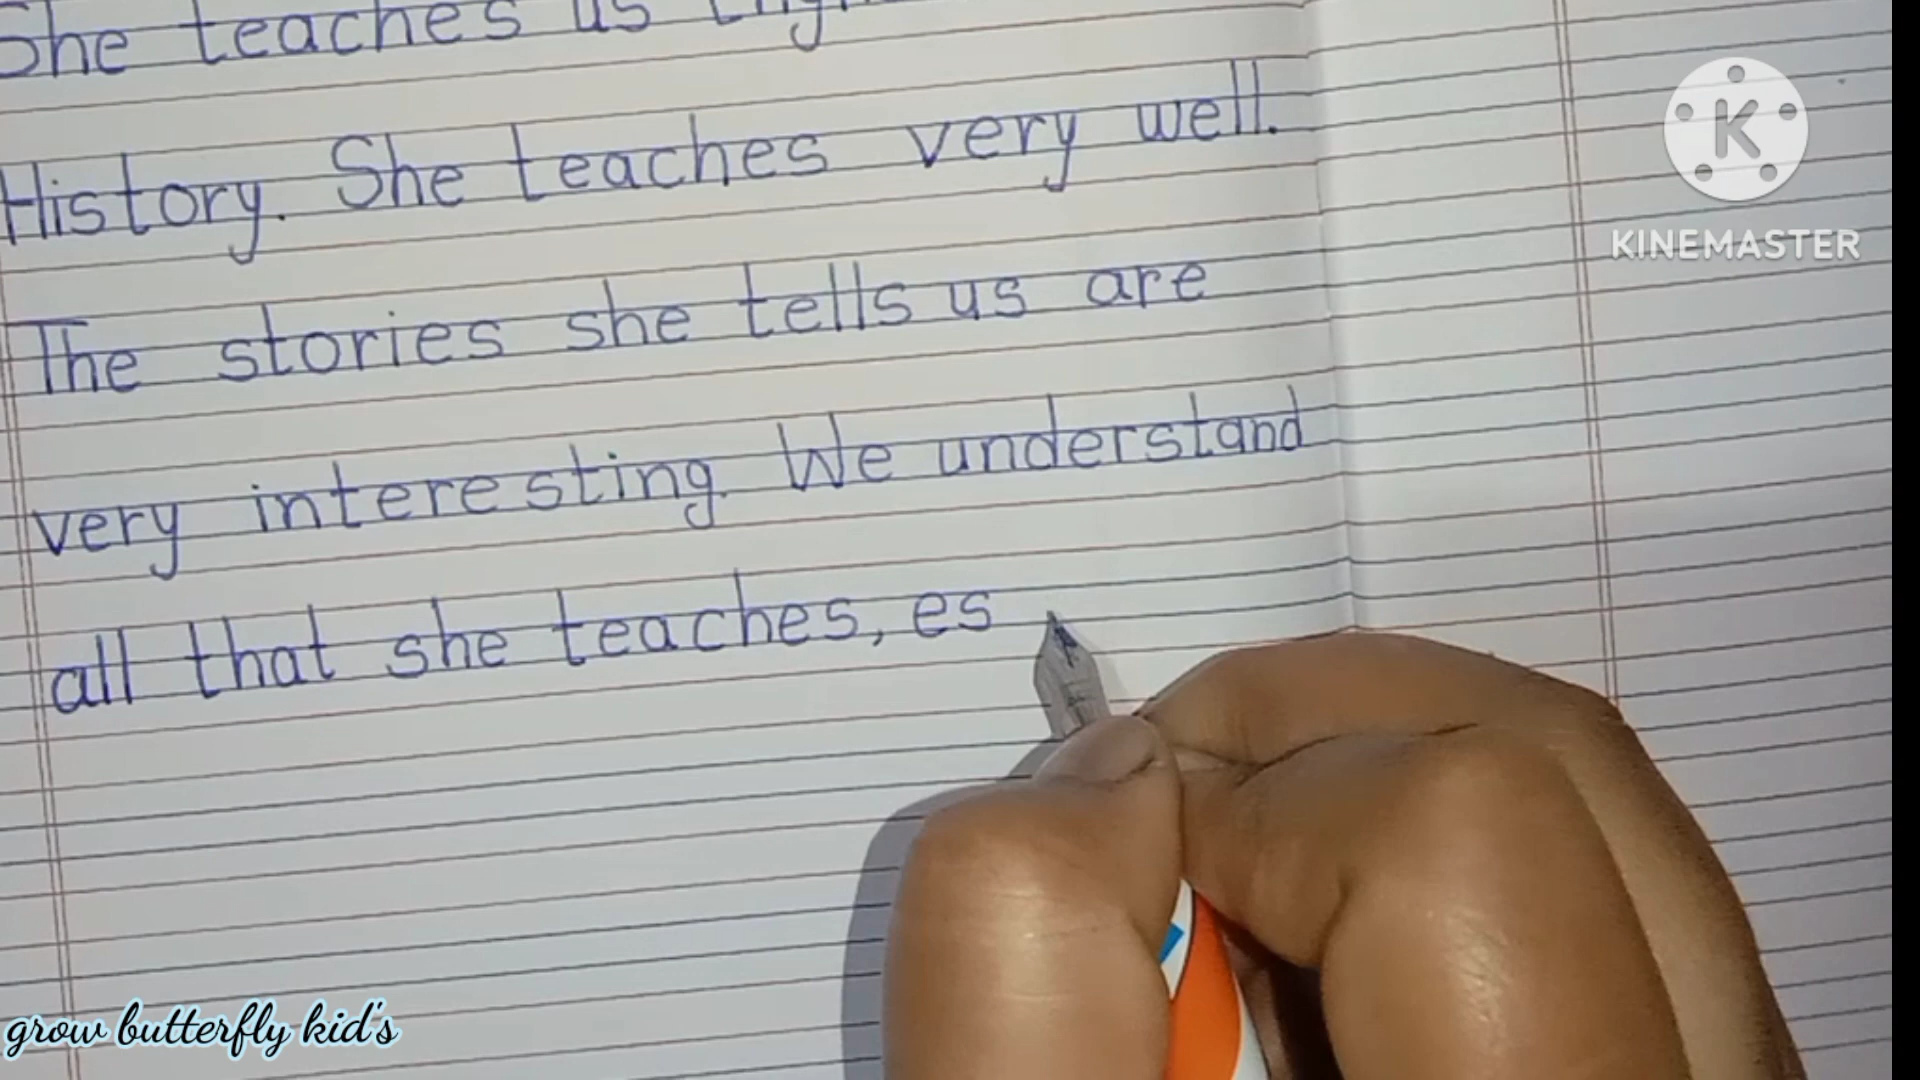 She teaches us
History. She teaches very well.
The stories she tells us are
very interesting. We understand
all that she teaches, es
KINEMASTER
grow butterfly kid's